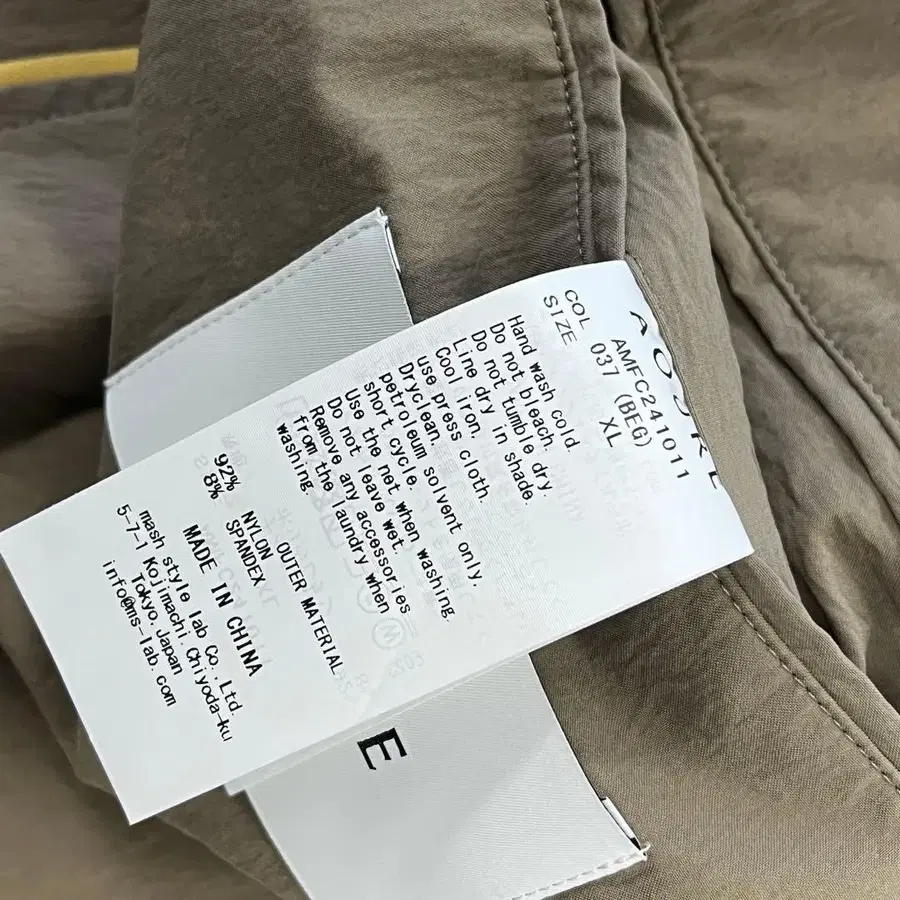 AMFC241011
COL 037 (BEG)
SIZE XL
Hand wash cold.
Do not bleach.
Do not tumble dry
Line dry in shade.
Cool iron,
use press cloth.
Dryclean,
petroleum solvent only.
short cycle.
Use the net when washing.
Do not leave wet.
Remove any accessories
from the laundry when
washing.
OUTER MATERIAL
92% NYLON
8% SPANDEX
MADE IN CHINA
mash style lab Co., Ltd.
5-7-1 Kojimachi, Chiyoda-ku
Tokyo, Japan
info@ms-lab.com
E